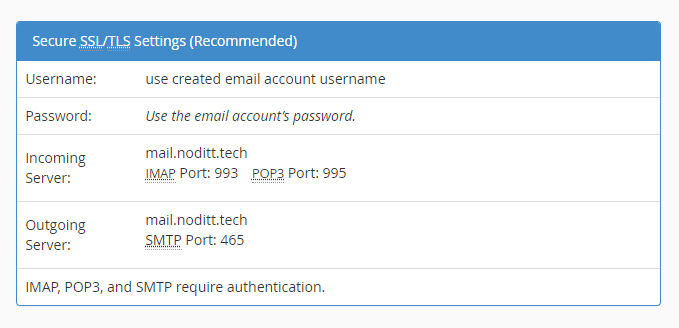 Secure SSL/TLS Settings (Recommended)
Username: use created email account username
Password: Use the email account’s password.
Incoming Server: mail.noditt.tech
IMAP Port: 993 POP3 Port: 995
Outgoing Server: mail.noditt.tech
SMTP Port: 465
IMAP, POP3, and SMTP require authentication.